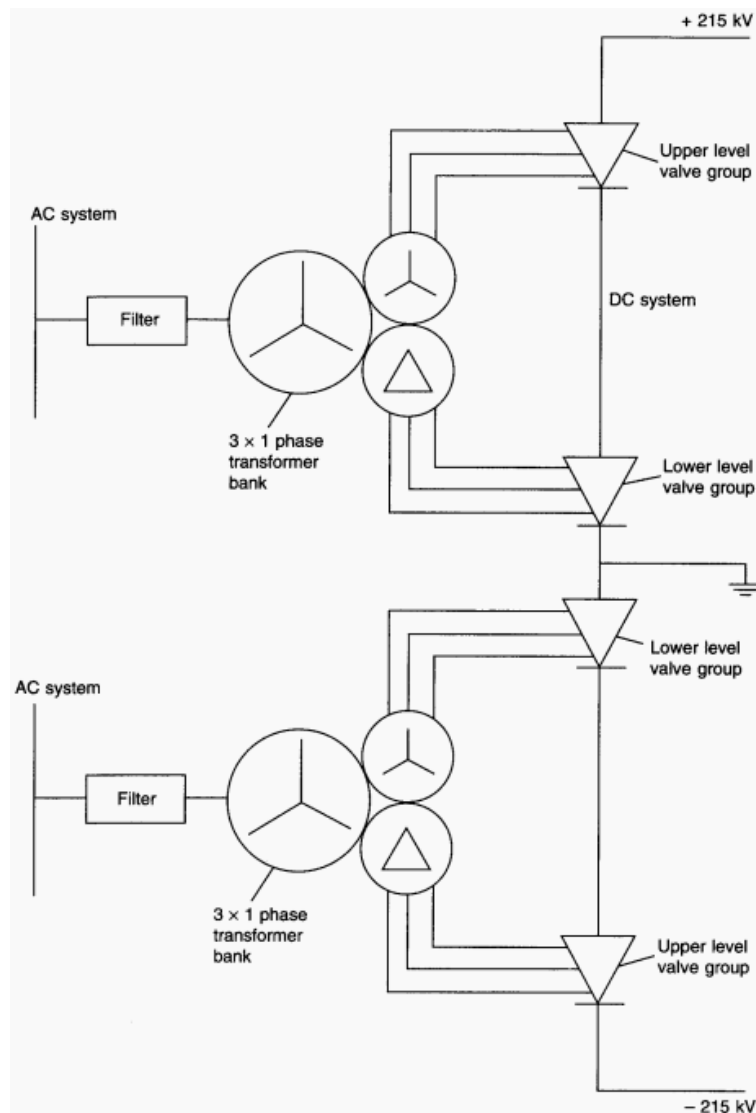 + 215 kV
Upper level
valve group
AC system
DC system
Filter
3 × 1 phase
transformer
bank
Lower level
valve group
Lower level
valve group
AC system
Filter
3 × 1 phase
transformer
bank
Upper level
valve group
– 215 kV